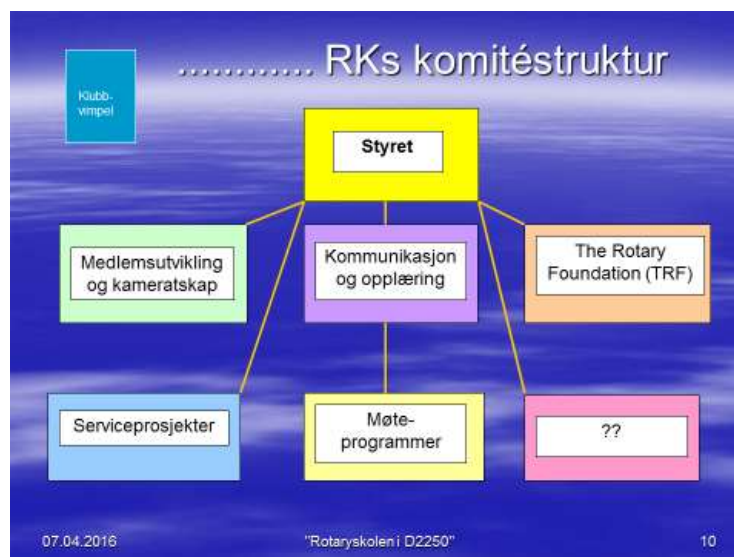 ............ RKs komitéstruktur
Klubb-
vimpel
Styret
Medlemsutvikling
og kameratskap
Kommunikasjon
og opplæring
The Rotary
Foundation (TRF)
Serviceprosjekter
Møte-
programmer
??
07.04.2016
"Rotaryskolen i D2250"
10